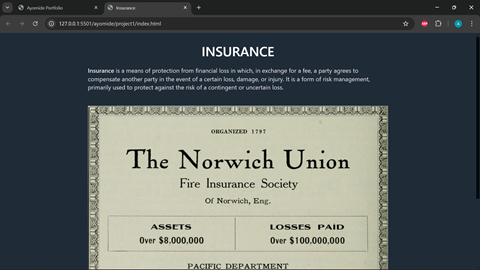 Ayomide Portfolio
Insurance
127.0.0.1:5501/ayomide/project1/index.html
INSURANCE
Insurance is a means of protection from financial loss in which, in exchange for a fee, a party agrees to
compensate another party in the event of a certain loss, damage, or injury. It is a form of risk management,
primarily used to protect against the risk of a contingent or uncertain loss.
ORGANIZED 1797
The Norwich Union
Fire Insurance Society
Of Norwich, Eng.
ASSETS
Over $8,000,000
LOSSES PAID
Over $100,000,000
PACIFIC DEPARTMENT